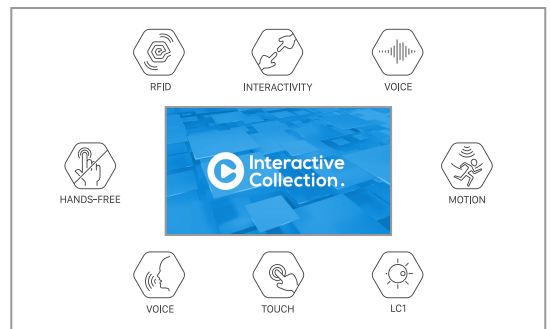 RFID
INTERACTIVITY
VOICE
Interactive
Collection.
HANDS-FREE
MOTION
VOICE
TOUCH
LC1